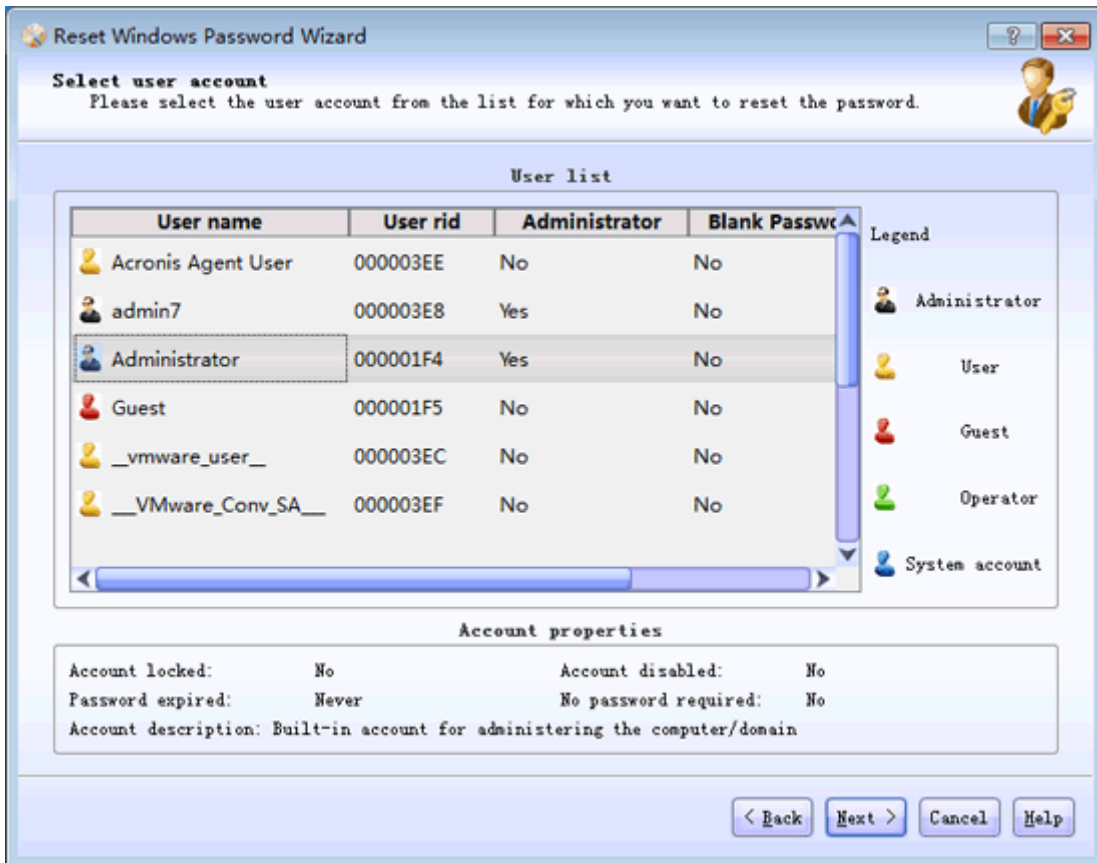 Reset Windows Password Wizard
Select user account
Please select the user account from the list for which you want to reset the password.
User list
User name User rid Administrator Blank Passwo
Acronis Agent User 000003EE No No
admin7 000003E8 Yes No
Administrator 000001F4 Yes No
Guest 000001F5 No No
__vmware_user__ 000003EC No No
___VMware_Conv_SA___ 000003EF No No
Legend
Administrator
User
Guest
Operator
System account
Account properties
Account locked: No Account disabled: No
Password expired: Never No password required: No
Account description: Built-in account for administering the computer/domain
< Back Next > Cancel Help